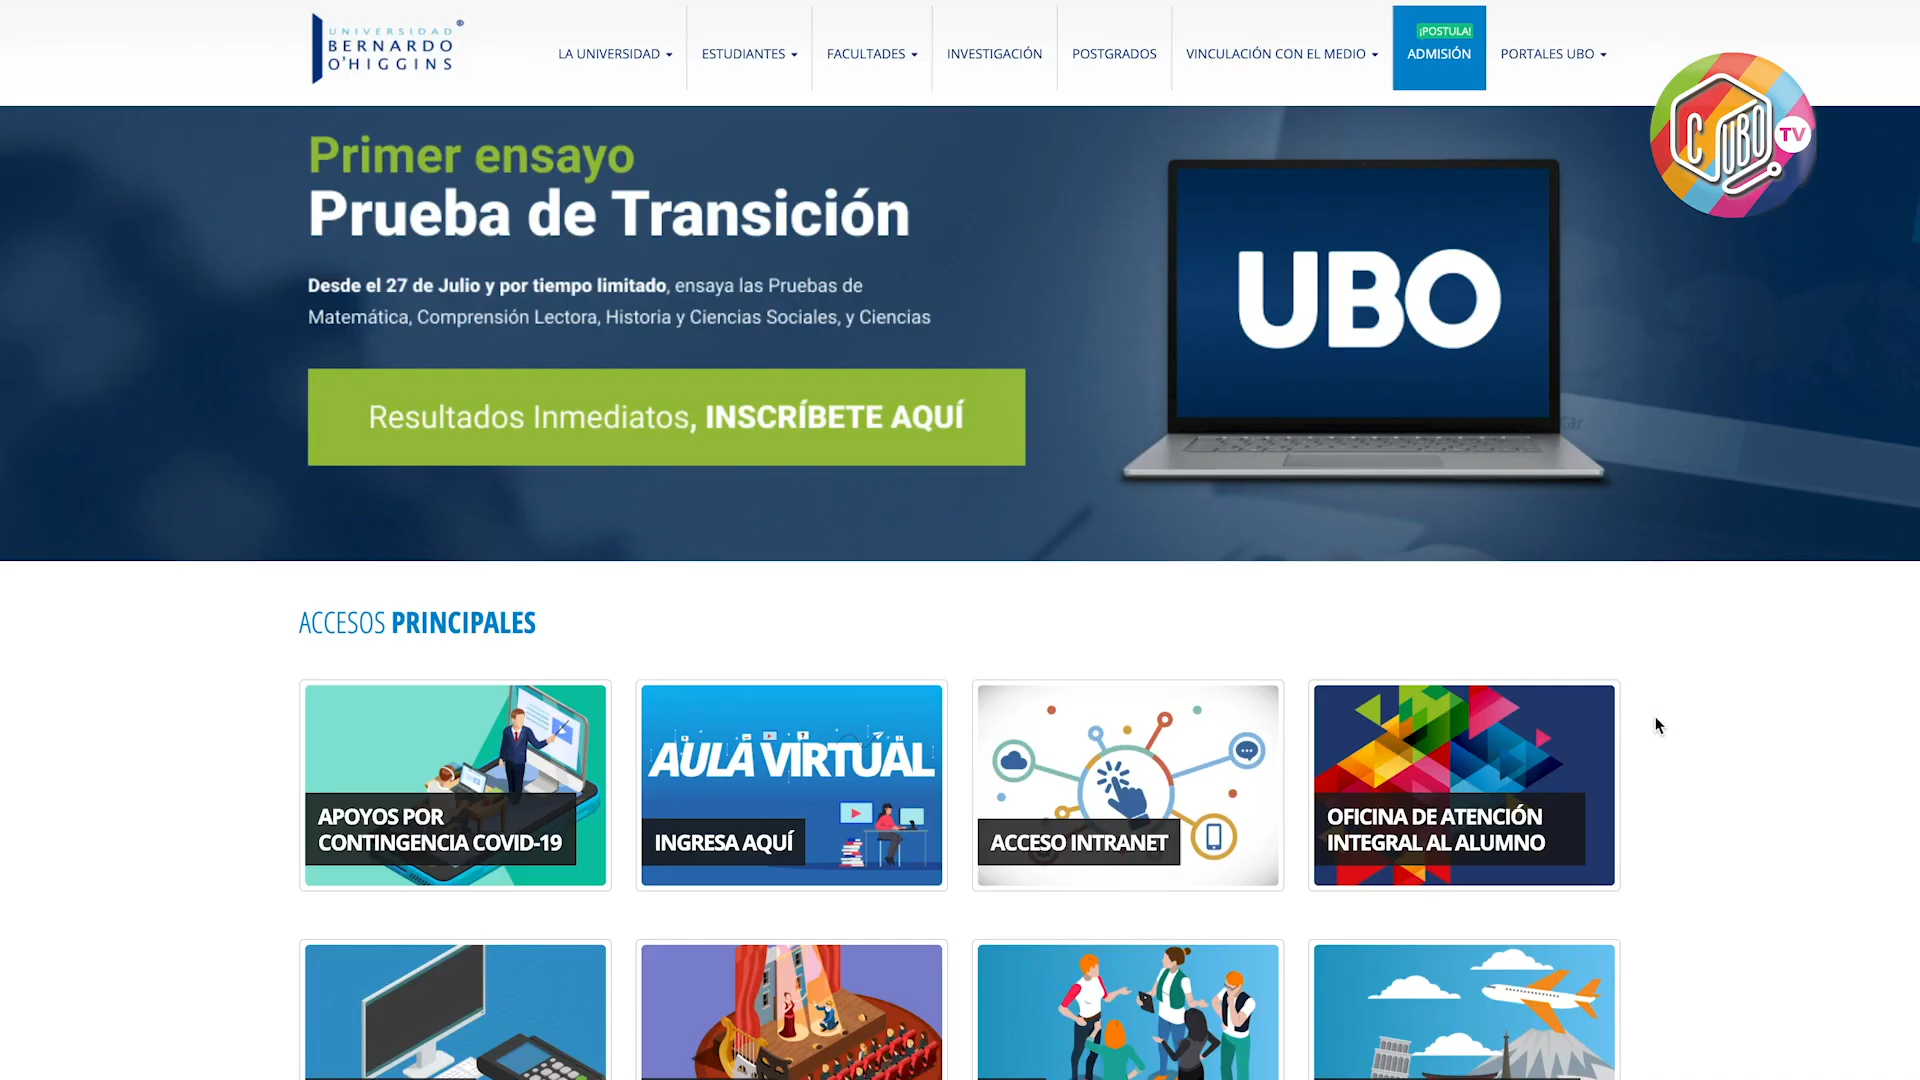 UNIVERSIDAD
BERNARDO
O'HIGGINS
LA UNIVERSIDAD
ESTUDIANTES
FACULTADES
INVESTIGACIÓN
POSTGRADOS
VINCULACIÓN CON EL MEDIO
¡POSTULA!
ADMISIÓN
PORTALES UBO
CUBO TV
Primer ensayo
Prueba de Transición
Desde el 27 de Julio y por tiempo limitado, ensaya las Pruebas de
Matemática, Comprensión Lectora, Historia y Ciencias Sociales, y Ciencias
Resultados Inmediatos, INSCRÍBETE AQUÍ
UBO
ACCESOS PRINCIPALES
APOYOS POR
CONTINGENCIA COVID-19
AULA VIRTUAL
INGRESA AQUÍ
ACCESO INTRANET
OFICINA DE ATENCIÓN
INTEGRAL AL ALUMNO